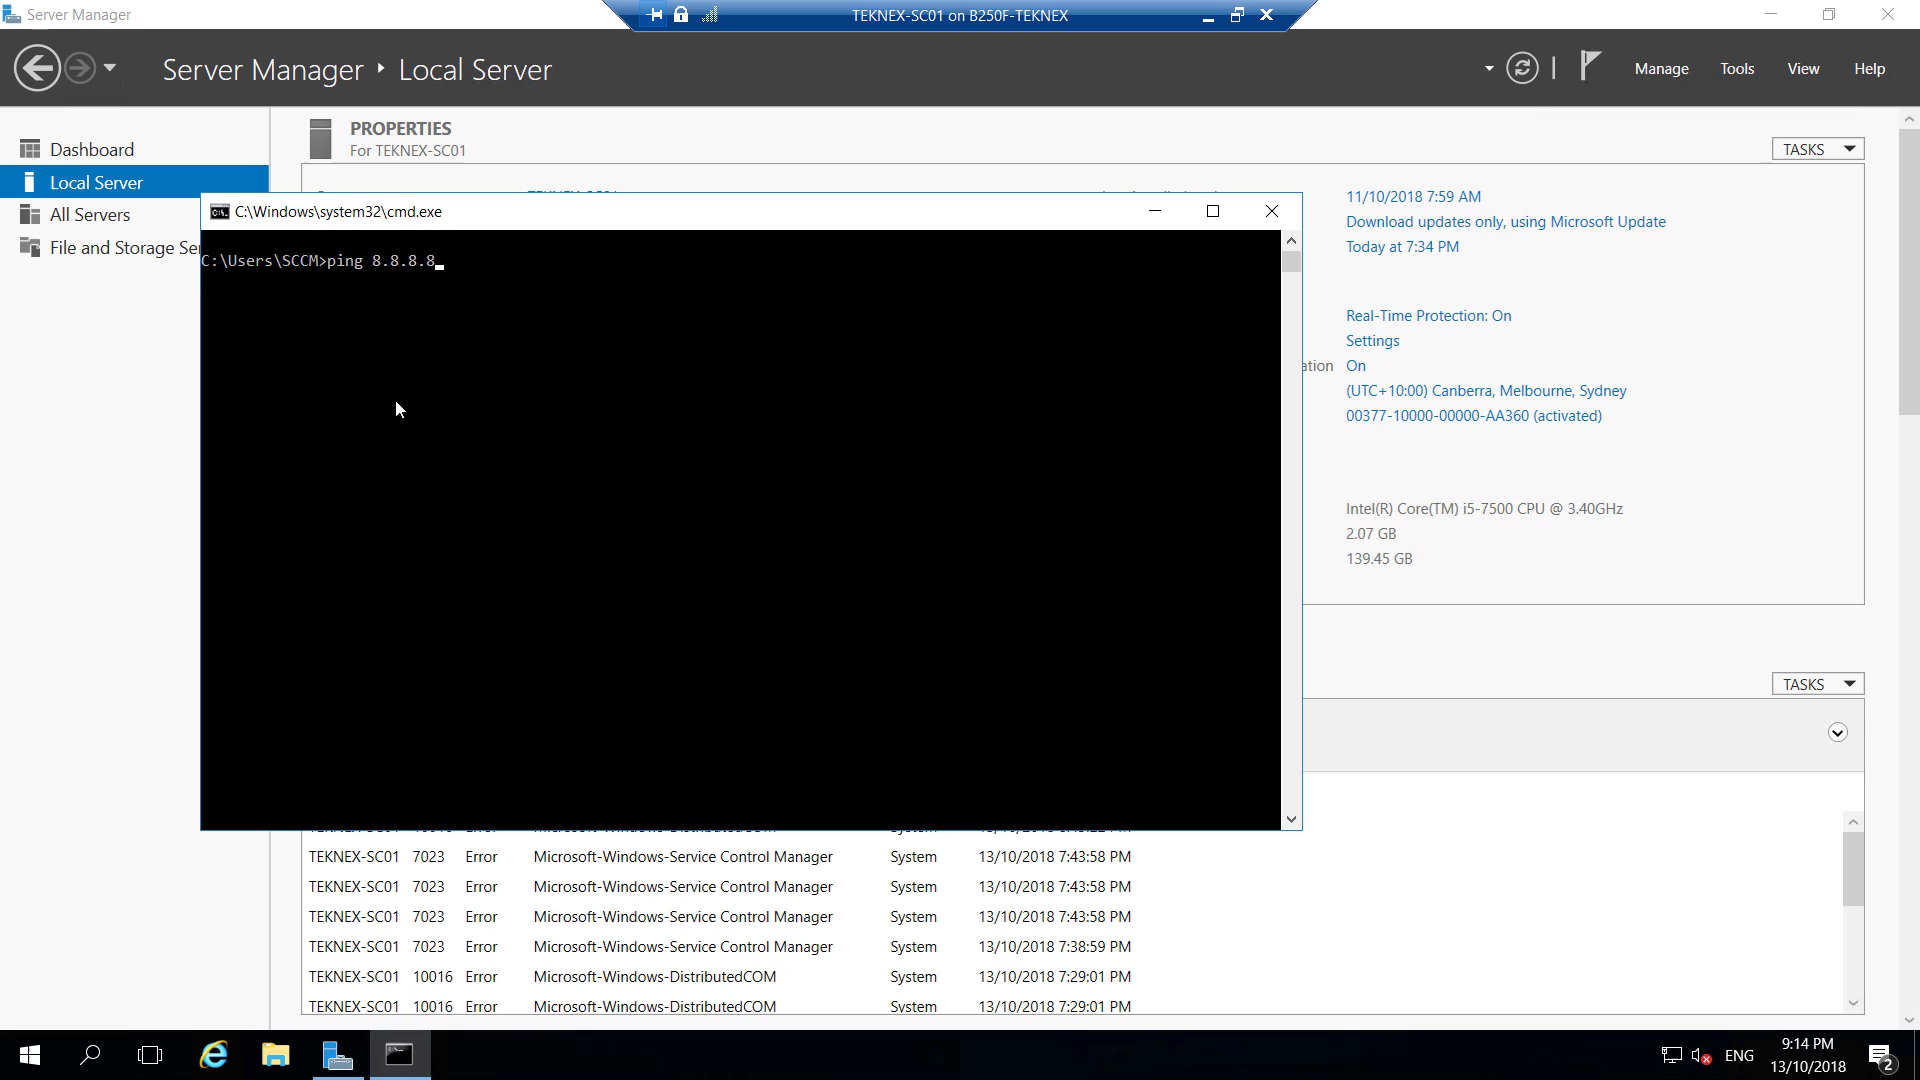 Server Manager
TEKNEX-SC01 on B250F-TEKNEX
Server Manager ‣ Local Server
Manage Tools View Help
Dashboard
Local Server
All Servers
File and Storage Se
PROPERTIES
For TEKNEX-SC01
TASKS
11/10/2018 7:59 AM
Download updates only, using Microsoft Update
Today at 7:34 PM
Real-Time Protection: On
Settings
ation On
(UTC+10:00) Canberra, Melbourne, Sydney
00377-10000-00000-AA360 (activated)
Intel(R) Core(TM) i5-7500 CPU @ 3.40GHz
2.07 GB
139.45 GB
C:\Windows\system32\cmd.exe
C:\Users\SCCM>ping 8.8.8.8_
TASKS
TEKNEX-SC01 7023 Error Microsoft-Windows-Service Control Manager System 13/10/2018 7:43:58 PM
TEKNEX-SC01 7023 Error Microsoft-Windows-Service Control Manager System 13/10/2018 7:43:58 PM
TEKNEX-SC01 7023 Error Microsoft-Windows-Service Control Manager System 13/10/2018 7:43:58 PM
TEKNEX-SC01 7023 Error Microsoft-Windows-Service Control Manager System 13/10/2018 7:38:59 PM
TEKNEX-SC01 10016 Error Microsoft-Windows-DistributedCOM System 13/10/2018 7:29:01 PM
TEKNEX-SC01 10016 Error Microsoft-Windows-DistributedCOM System 13/10/2018 7:29:01 PM
ENG
9:14 PM
13/10/2018
2